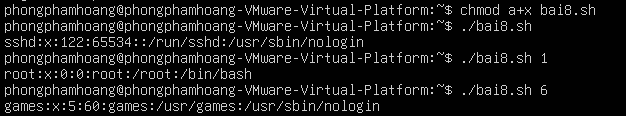 phongphamhoang@phongphamhoang-VMware-Virtual-Platform:~$ chmod a+x bai8.sh
phongphamhoang@phongphamhoang-VMware-Virtual-Platform:~$ ./bai8.sh
sshd:x:122:65534::/run/sshd:/usr/sbin/nologin
phongphamhoang@phongphamhoang-VMware-Virtual-Platform:~$ ./bai8.sh 1
root:x:0:0:root:/root:/bin/bash
phongphamhoang@phongphamhoang-VMware-Virtual-Platform:~$ ./bai8.sh 6
games:x:5:60:games:/usr/games:/usr/sbin/nologin